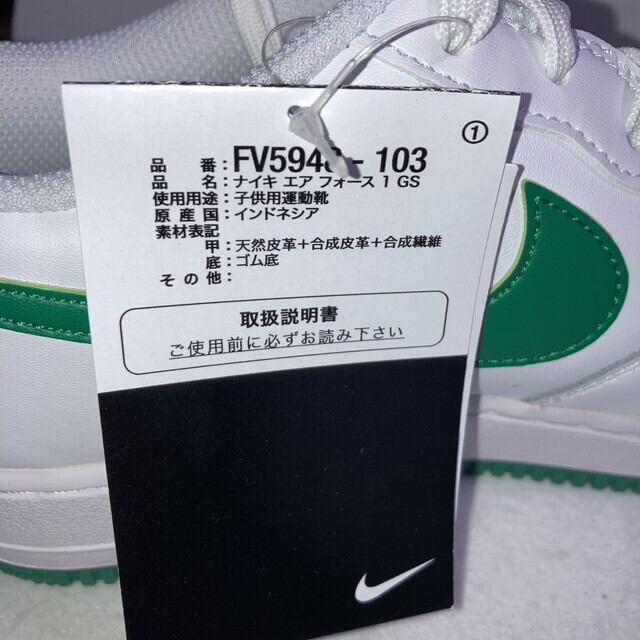 ①
品 番: FV5948-103
品 名: ナイキ エア フォース 1 GS
使用用途: 子供用運動靴
原 産 国: インドネシア
素材表記
甲: 天然皮革+合成皮革+合成繊維
底: ゴム底
そ の 他:
取扱説明書
ご使用前に必ずお読み下さい